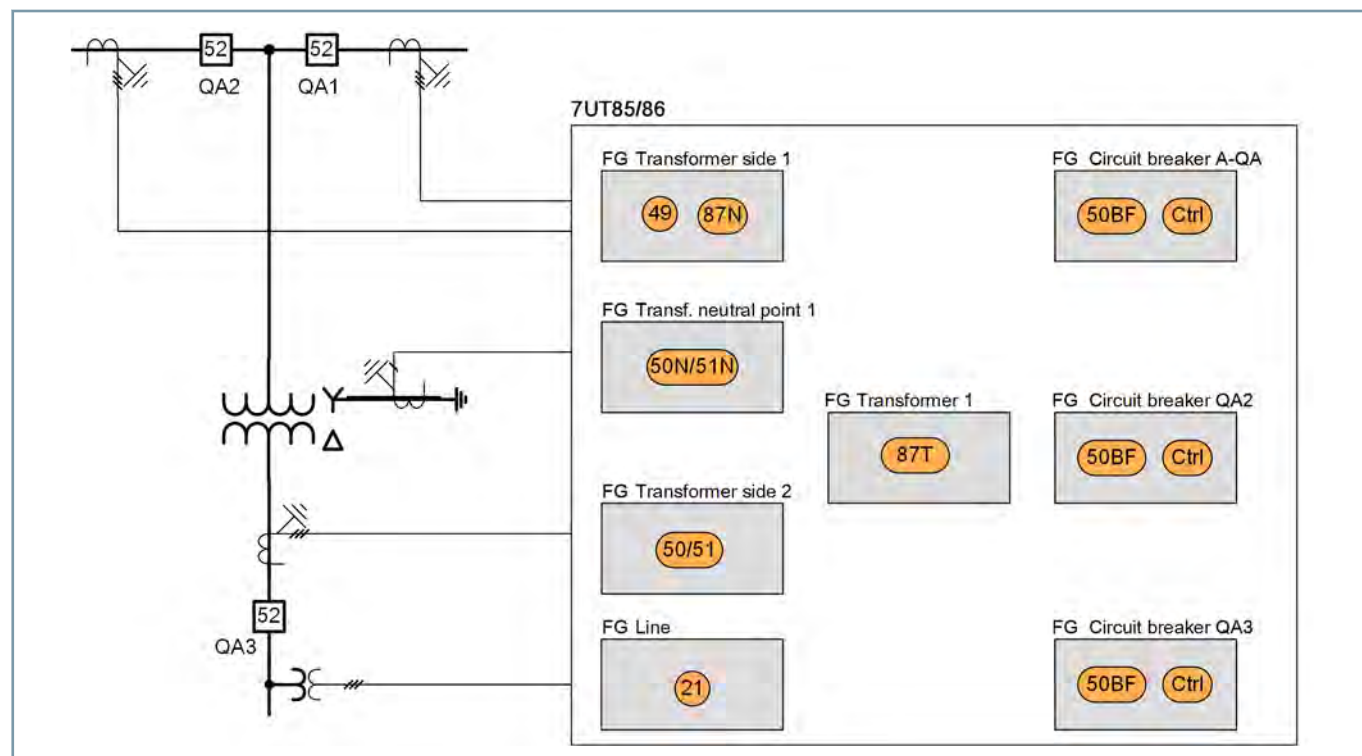 52
52
QA2
QA1
7UT85/86
FG Transformer side 1
49
87N
FG Circuit breaker A-QA
50BF
Ctrl
FG Transf. neutral point 1
50N/51N
Y
Δ
FG Transformer 1
87T
FG Circuit breaker QA2
50BF
Ctrl
FG Transformer side 2
50/51
52
QA3
FG Line
21
FG Circuit breaker QA3
50BF
Ctrl